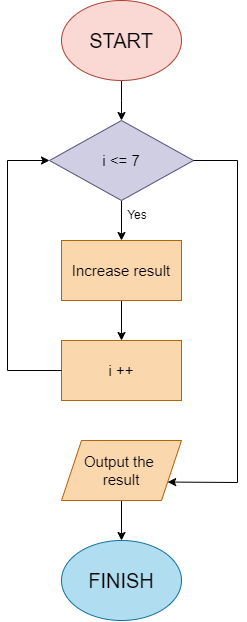 START
i <= 7
Yes
Increase result
i ++
Output the
result
FINISH